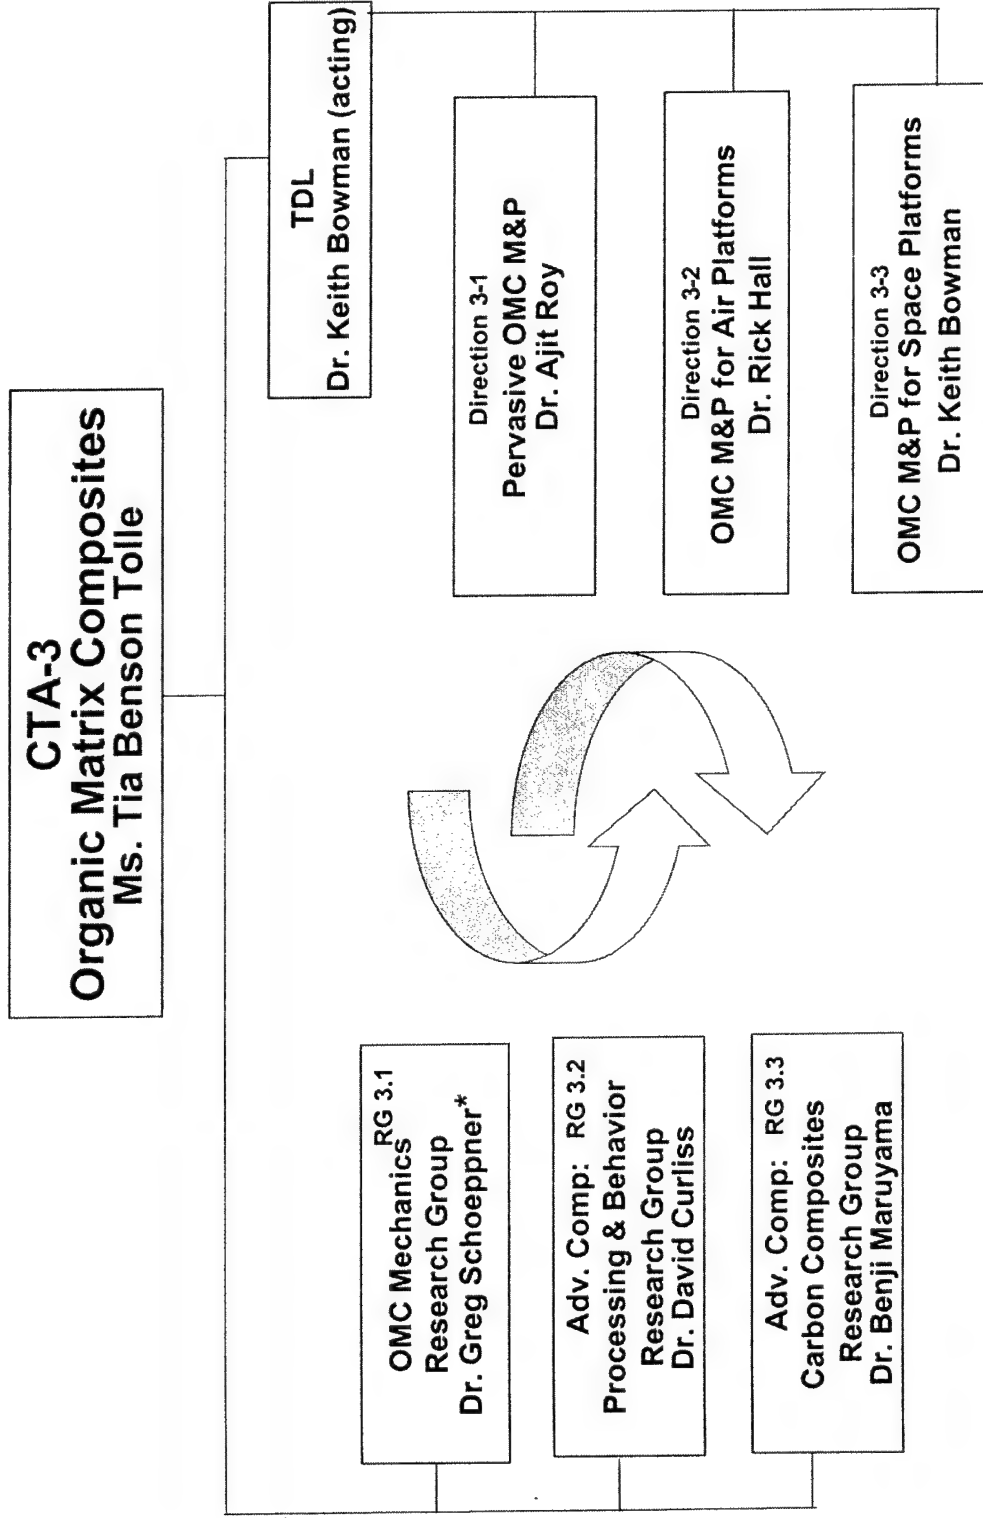 CTA-3
Organic Matrix Composites
Ms. Tia Benson Tolle
TDL
Dr. Keith Bowman (acting)
OMC Mechanics RG 3.1
Research Group
Dr. Greg Schoeppner*
Adv. Comp: RG 3.2
Processing & Behavior
Research Group
Dr. David Curliss
Adv. Comp: RG 3.3
Carbon Composites
Research Group
Dr. Benji Maruyama
Direction 3-1
Pervasive OMC M&P
Dr. Ajit Roy
Direction 3-2
OMC M&P for Air Platforms
Dr. Rick Hall
Direction 3-3
OMC M&P for Space Platforms
Dr. Keith Bowman